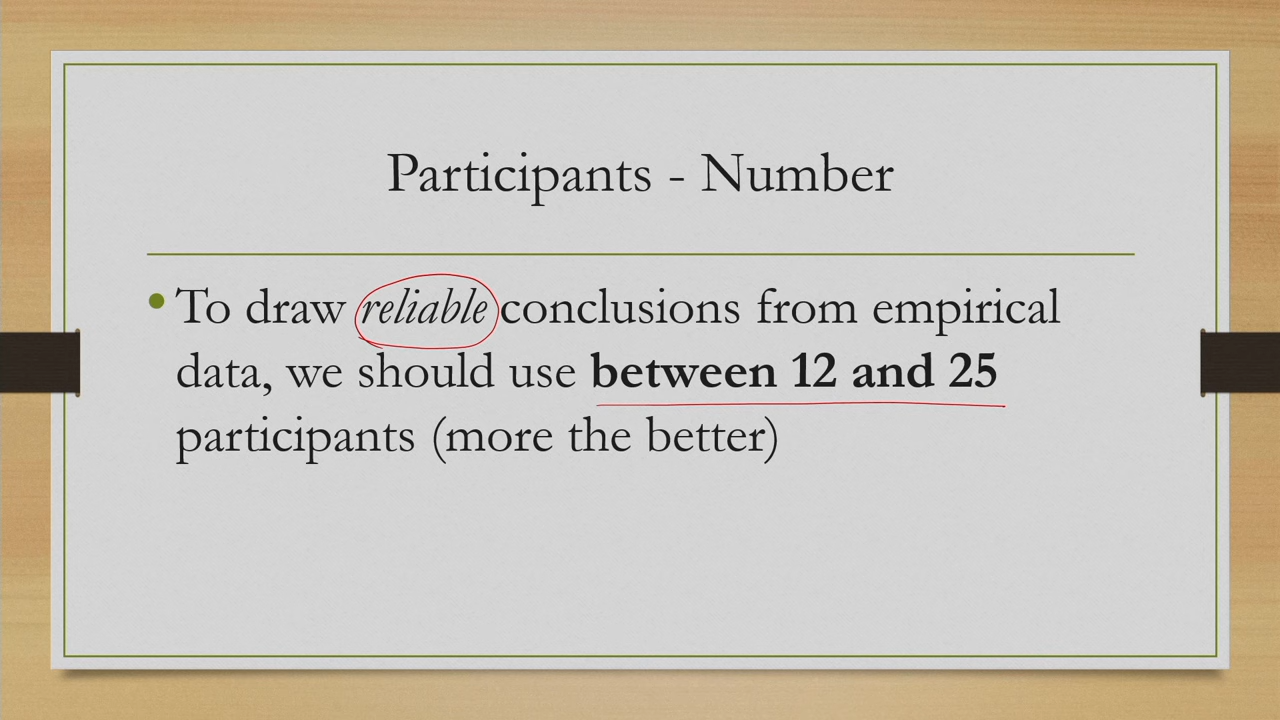 Participants - Number
• To draw reliable conclusions from empirical
data, we should use between 12 and 25
participants (more the better)